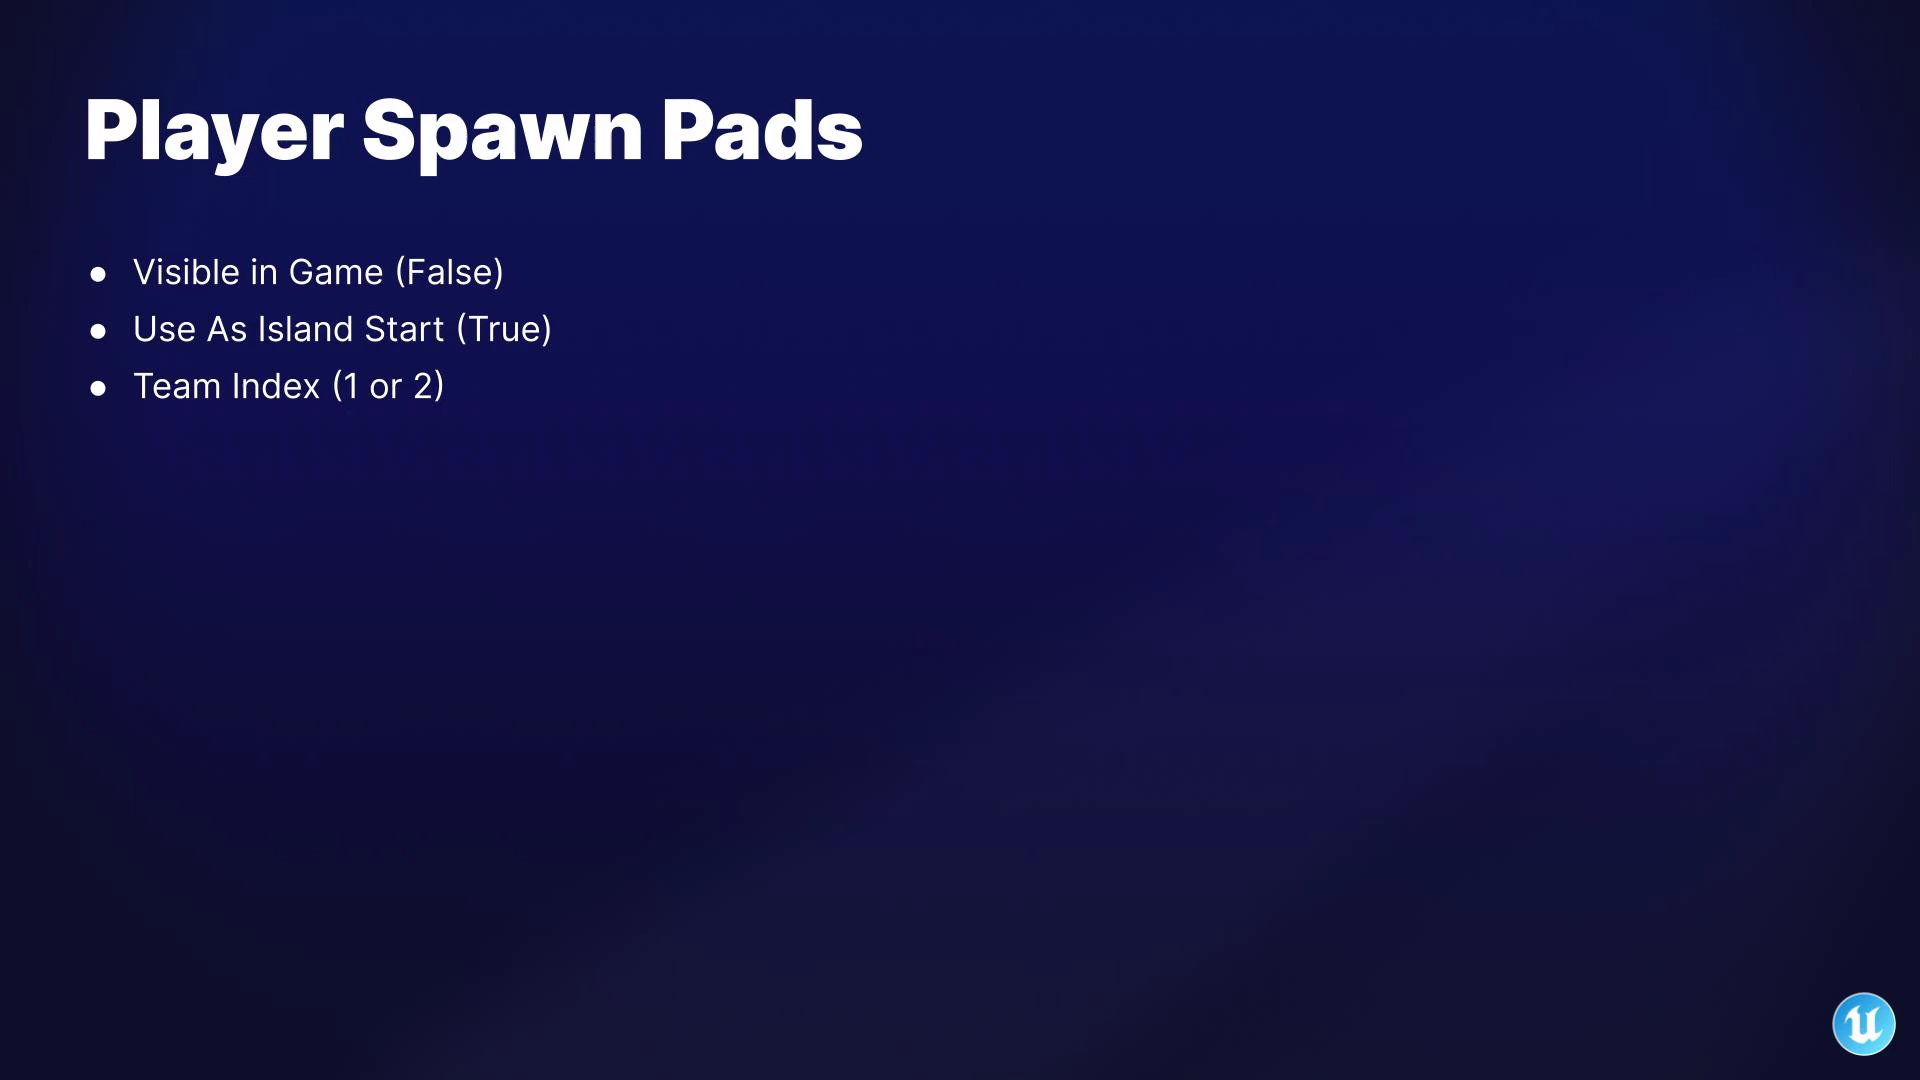 Player Spawn Pads
● Visible in Game (False)
● Use As Island Start (True)
● Team Index (1 or 2)